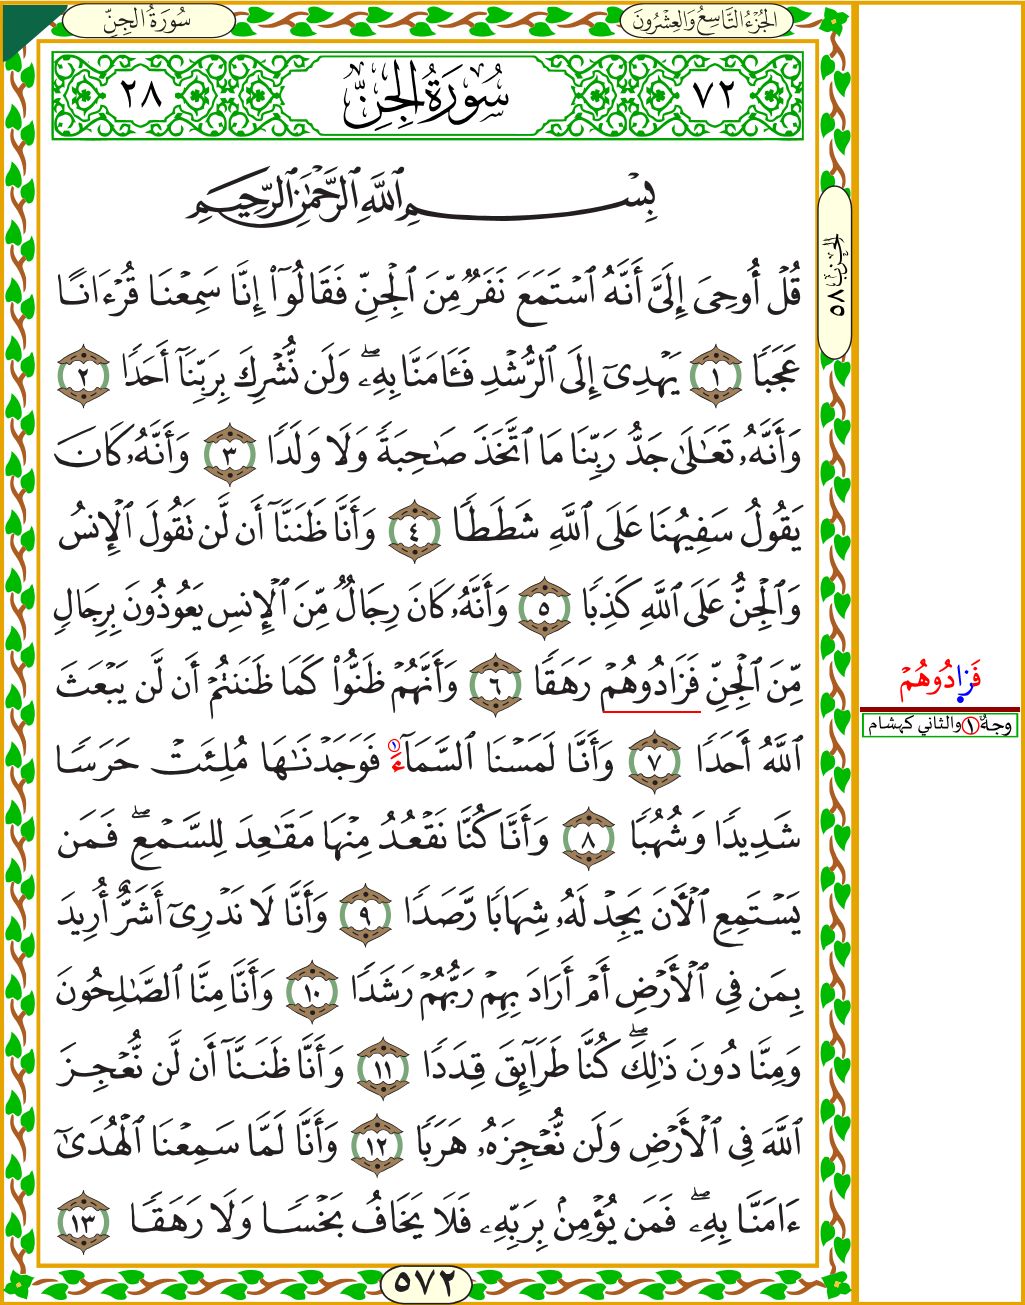 سُورَةُ الجِنِّ
الجُزْءُ التَّاسِعُ وَالعِشْرُونَ
٧٢
سُورَةُ الجِنِّ
٢٨
بِسْمِ ٱللَّهِ ٱلرَّحْمَٰنِ ٱلرَّحِيمِ
قُلْ أُوحِىَ إِلَىَّ أَنَّهُ ٱسْتَمَعَ نَفَرٌ مِّنَ ٱلْجِنِّ فَقَالُوٓا۟ إِنَّا سَمِعْنَا قُرْءَانًا
عَجَبًا ١ يَهْدِىٓ إِلَى ٱلرُّشْدِ فَـَٔامَنَّا بِهِۦ ۖ وَلَن نُّشْرِكَ بِرَبِّنَآ أَحَدًا ٢
وَأَنَّهُۥ تَعَٰلَىٰ جَدُّ رَبِّنَا مَا ٱتَّخَذَ صَٰحِبَةً وَلَا وَلَدًا ٣ وَأَنَّهُۥ كَانَ
يَقُولُ سَفِيهُنَا عَلَى ٱللَّهِ شَطَطًا ٤ وَأَنَّا ظَنَنَّآ أَن لَّن تَقُولَ ٱلْإِنسُ
وَٱلْجِنُّ عَلَى ٱللَّهِ كَذِبًا ٥ وَأَنَّهُۥ كَانَ رِجَالٌ مِّنَ ٱلْإِنسِ يَعُوذُونَ بِرِجَالٍ
مِّنَ ٱلْجِنِّ فَزَادُوهُمْ رَهَقًا ٦ وَأَنَّهُمْ ظَنُّوا۟ كَمَا ظَنَنتُمْ أَن لَّن يَبْعَثَ
ٱللَّهُ أَحَدًا ٧ وَأَنَّا لَمَسْنَا ٱلسَّمَآءَ ١ فَوَجَدْنَٰهَا مُلِئَتْ حَرَسًا
شَدِيدًا وَشُهُبًا ٨ وَأَنَّا كُنَّا نَقْعُدُ مِنْهَا مَقَٰعِدَ لِلسَّمْعِ ۖ فَمَن
يَسْتَمِعِ ٱلْـَٔانَ يَجِدْ لَهُۥ شِهَابًا رَّصَدًا ٩ وَأَنَّا لَا نَدْرِىٓ أَشَرٌّ أُرِيدَ
بِمَن فِى ٱلْأَرْضِ أَمْ أَرَادَ بِهِمْ رَبُّهُمْ رَشَدًا ١٠ وَأَنَّا مِنَّا ٱلصَّٰلِحُونَ
وَمِنَّا دُونَ ذَٰلِكَ ۖ كُنَّا طَرَآئِقَ قِدَدًا ١١ وَأَنَّا ظَنَنَّآ أَن لَّن نُّعْجِزَ
ٱللَّهَ فِى ٱلْأَرْضِ وَلَن نُّعْجِزَهُۥ هَرَبًا ١٢ وَأَنَّا لَمَّا سَمِعْنَا ٱلْهُدَىٰٓ
ءَامَنَّا بِهِۦ ۖ فَمَن يُؤْمِنۢ بِرَبِّهِۦ فَلَا يَخَافُ بَخْسًا وَلَا رَهَقًا ١٣
٥٧٢
الحزب ٥٨
فَزَادُوهُمْ
وجهٌ ١ والثاني كهشام